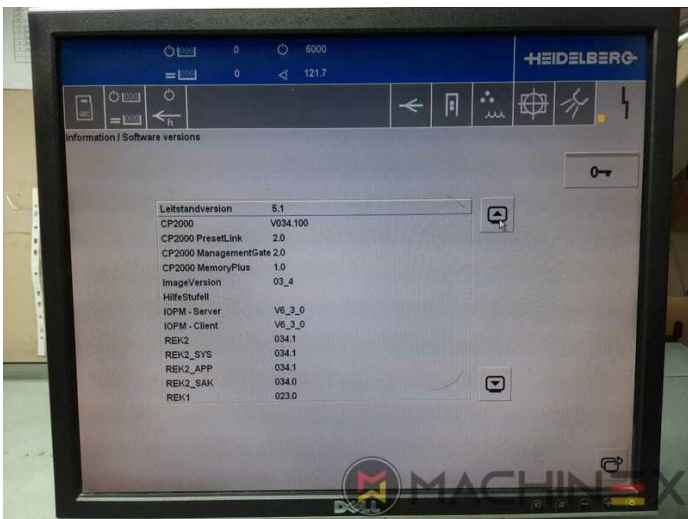 0 6000
HEIDELBERG
0 121.7
ABC
h
Information / Software versions
Leitstandversion 5.1
CP2000 V034.100
CP2000 PresetLink 2.0
CP2000 ManagementGate 2.0
CP2000 MemoryPlus 1.0
ImageVersion 03_4
HilfeStufeII
IOPM - Server V6_3_0
IOPM - Client V6_3_0
REK2 034.1
REK2_SYS 034.1
REK2_APP 034.1
REK2_SAK 034.0
REK1 023.0
MACHINEX
DELL